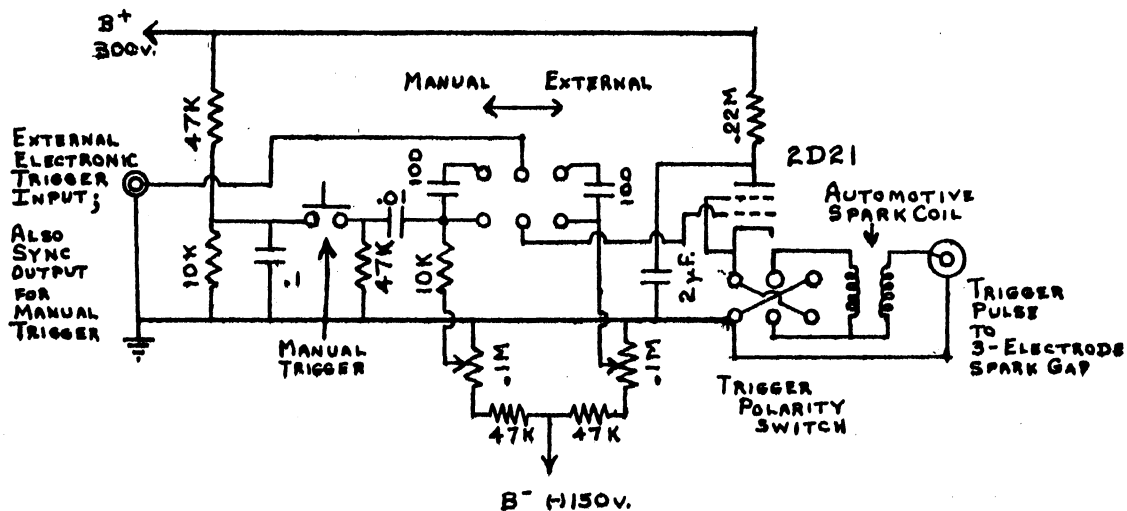 B+
300v.
MANUAL
EXTERNAL
47K
.22M
EXTERNAL
ELECTRONIC
TRIGGER
INPUT;
ALSO
SYNC
OUTPUT
FOR
MANUAL
TRIGGER
100
100
2D21
AUTOMOTIVE
SPARK COIL
.01
10K
.1
47K
10K
2 µf.
MANUAL
TRIGGER
.1M
.1M
TRIGGER
PULSE
TO
3-ELECTRODE
SPARK GAP
TRIGGER
POLARITY
SWITCH
47K
47K
B- (-)150v.